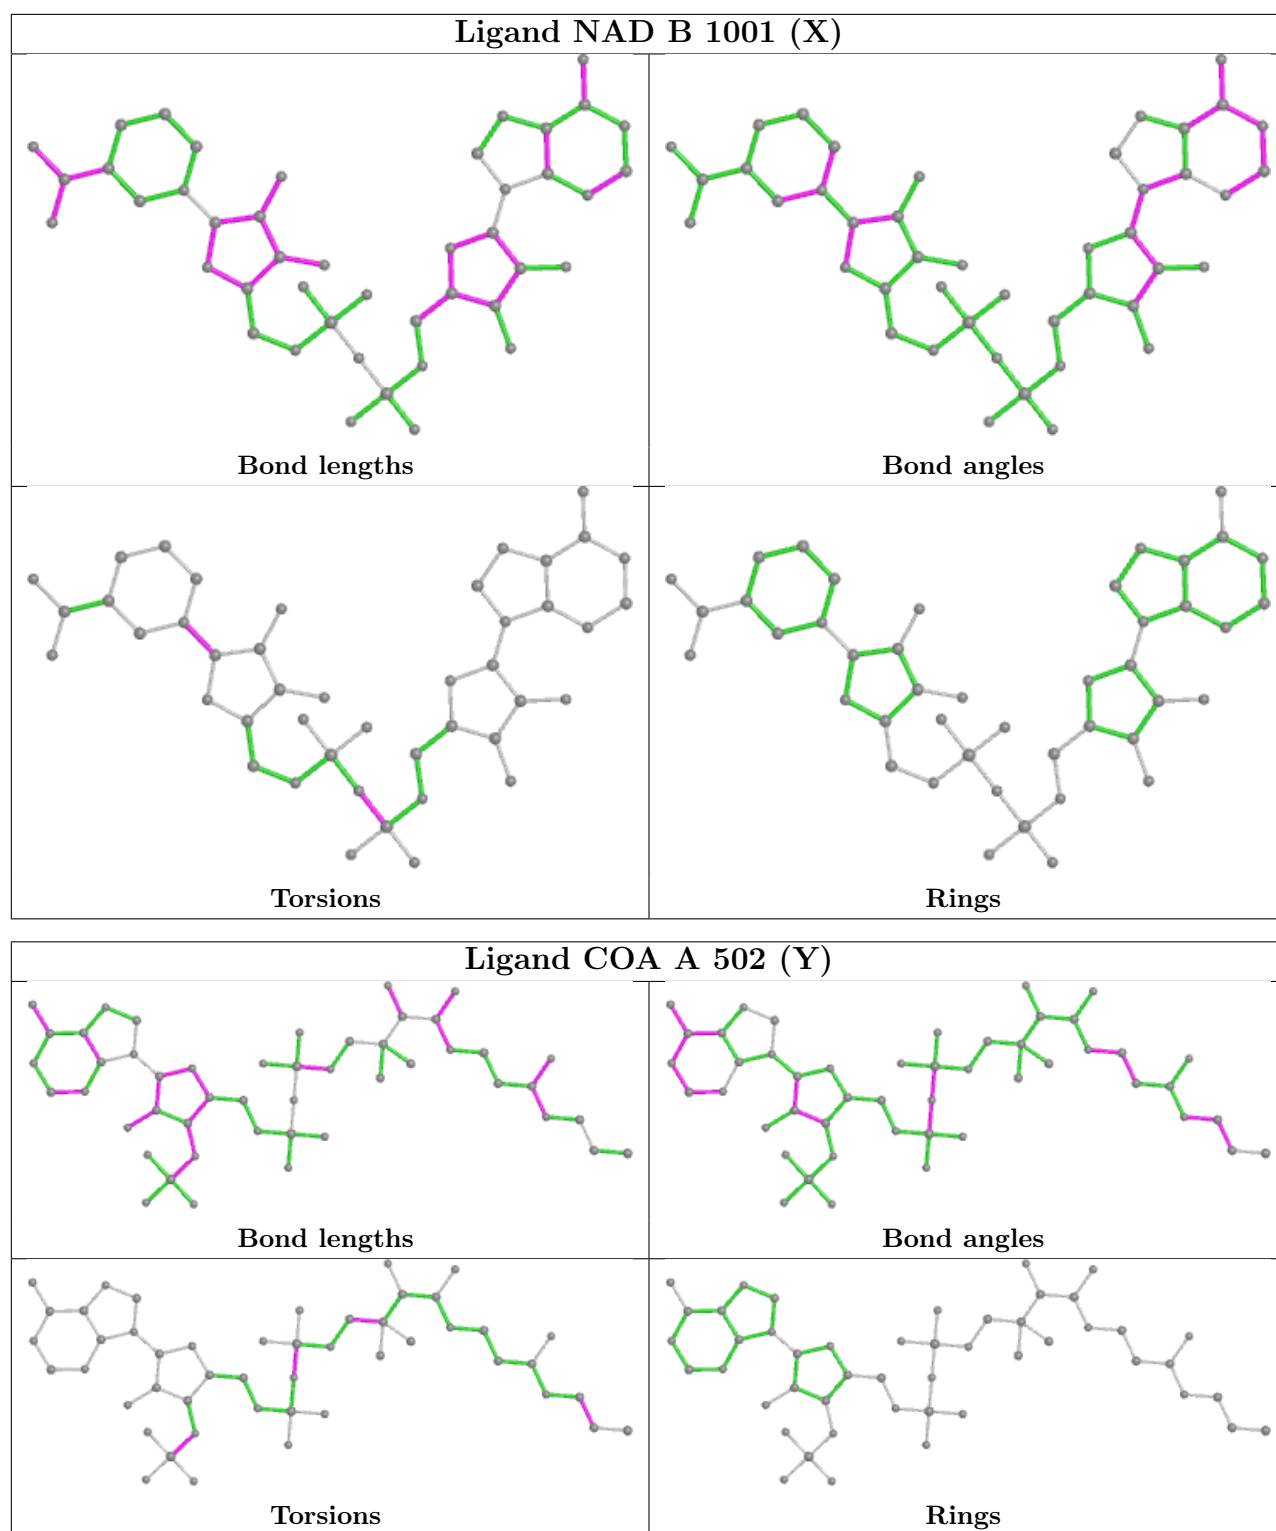 Ligand NAD B 1001 (X)
Bond lengths
Bond angles
Torsions
Rings
Ligand COA A 502 (Y)
Bond lengths
Bond angles
Torsions
Rings